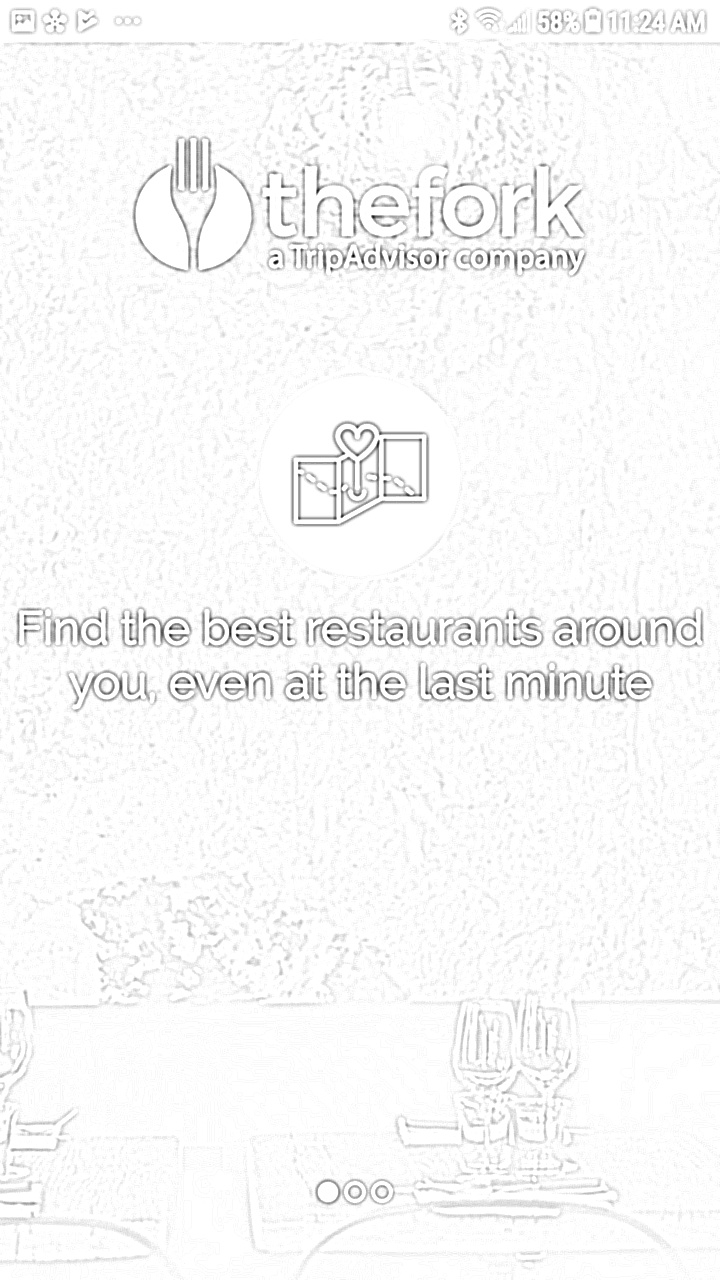 58% 11:24 AM
thefork
a TripAdvisor company
Find the best restaurants around
you, even at the last minute